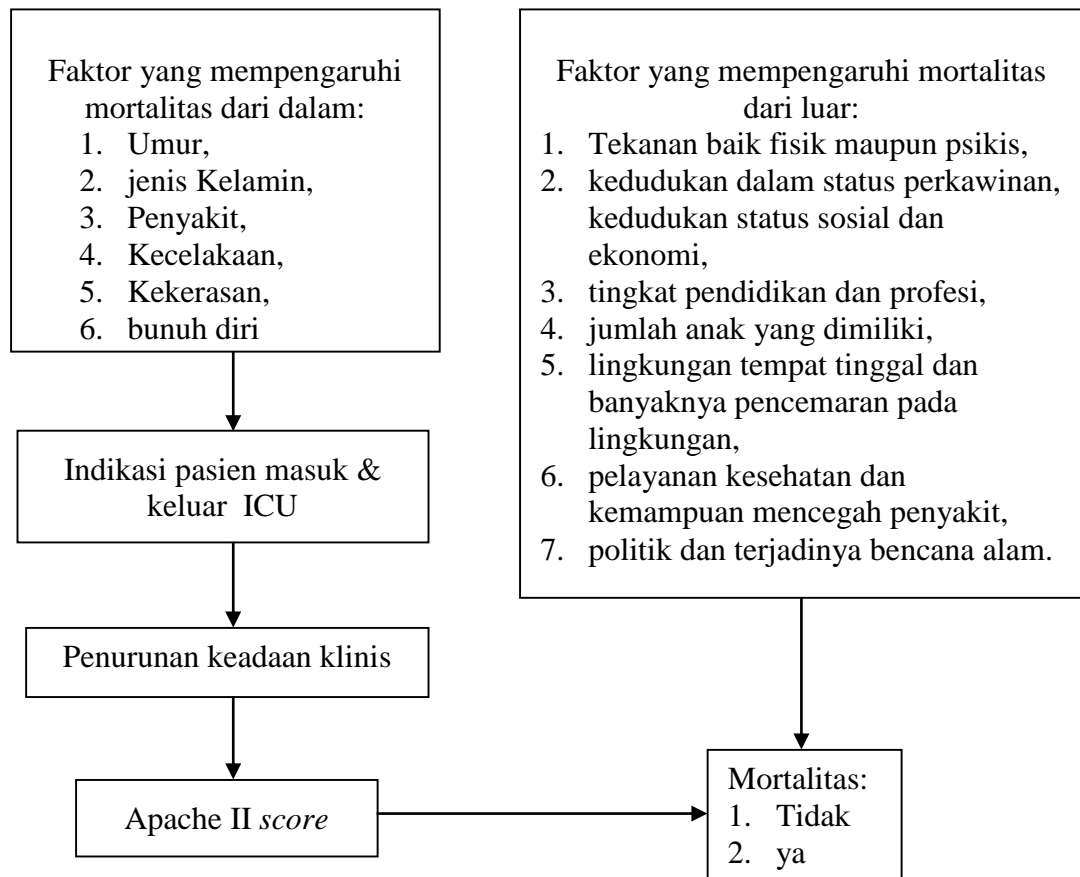 Faktor yang mempengaruhi
mortalitas dari dalam:
1. Umur,
2. jenis Kelamin,
3. Penyakit,
4. Kecelakaan,
5. Kekerasan,
6. bunuh diri
Indikasi pasien masuk &
keluar ICU
Penurunan keadaan klinis
Apache II score
Faktor yang mempengaruhi mortalitas
dari luar:
1. Tekanan baik fisik maupun psikis,
2. kedudukan dalam status perkawinan,
kedudukan status sosial dan
ekonomi,
3. tingkat pendidikan dan profesi,
4. jumlah anak yang dimiliki,
5. lingkungan tempat tinggal dan
banyaknya pencemaran pada
lingkungan,
6. pelayanan kesehatan dan
kemampuan mencegah penyakit,
7. politik dan terjadinya bencana alam.
Mortalitas:
1. Tidak
2. ya